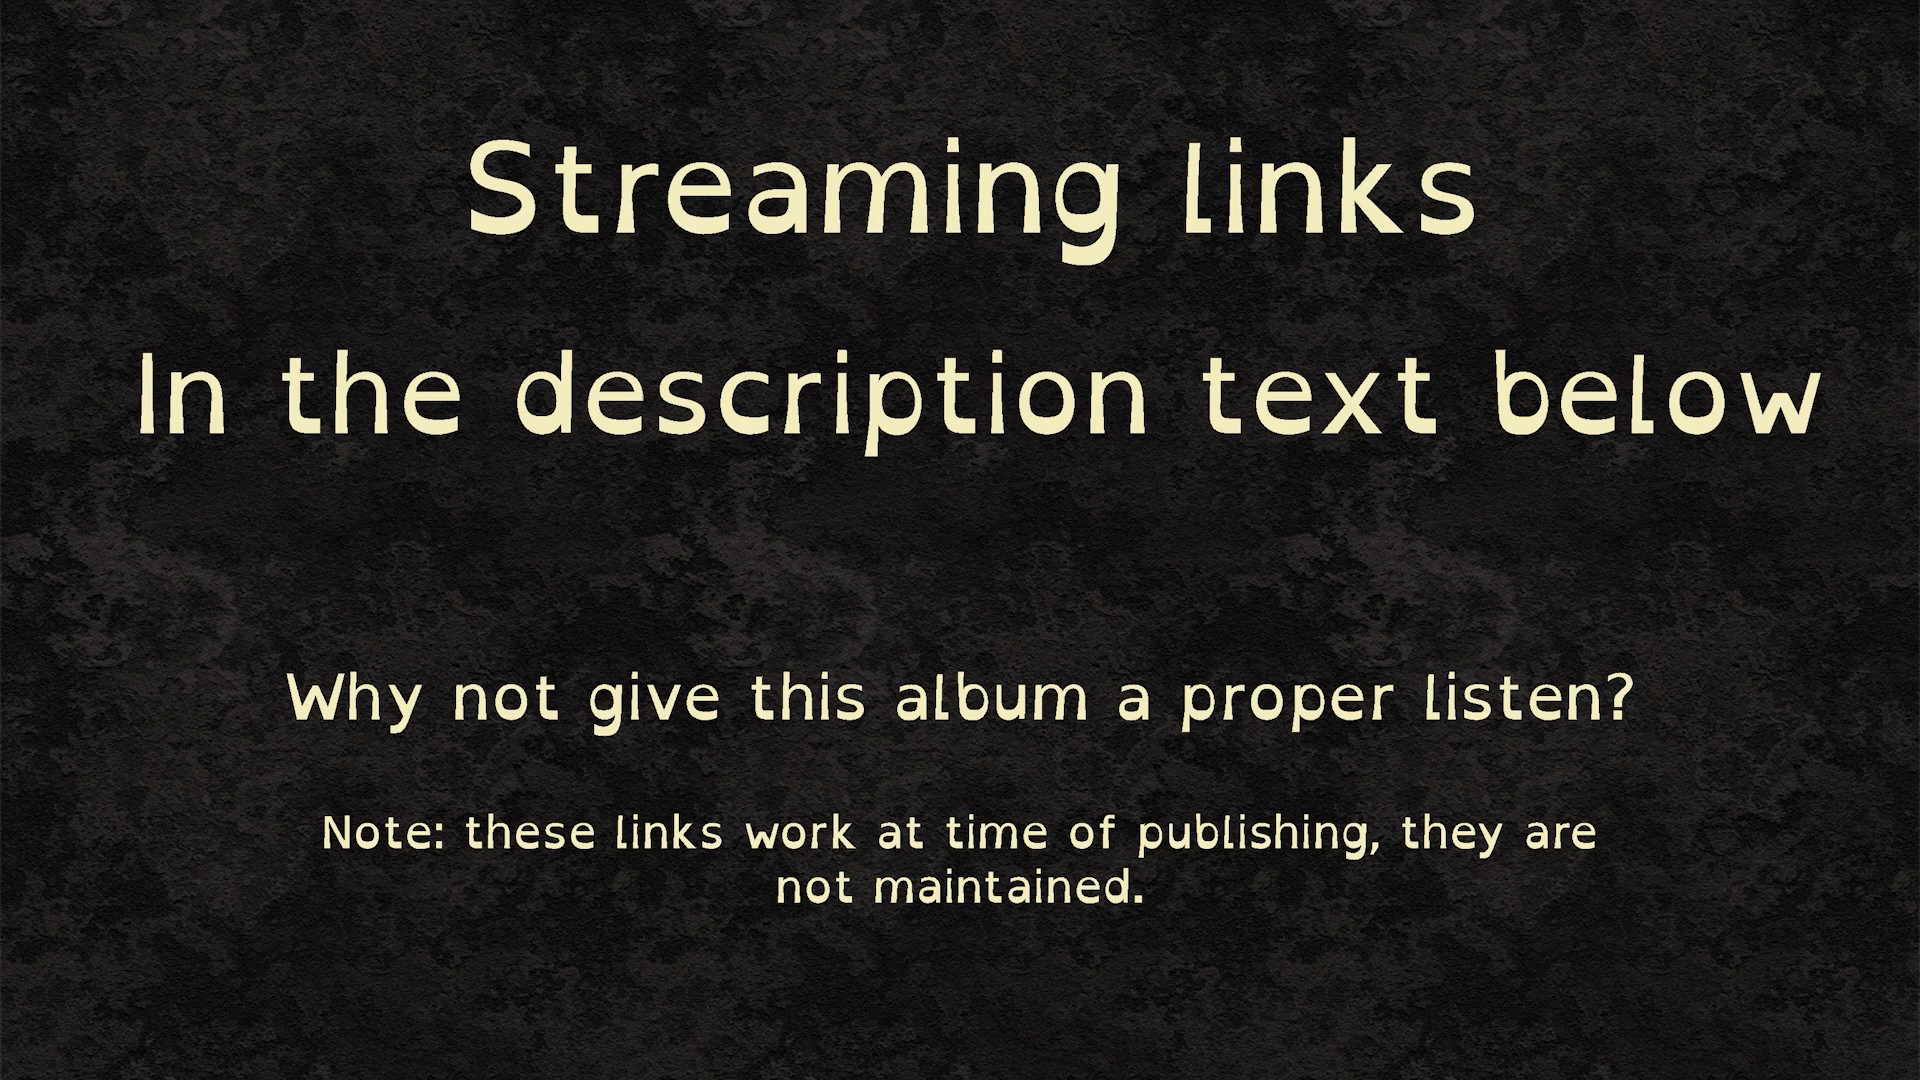 Streaming links
In the description text below
Why not give this album a proper listen?
Note: these links work at time of publishing, they are
not maintained.